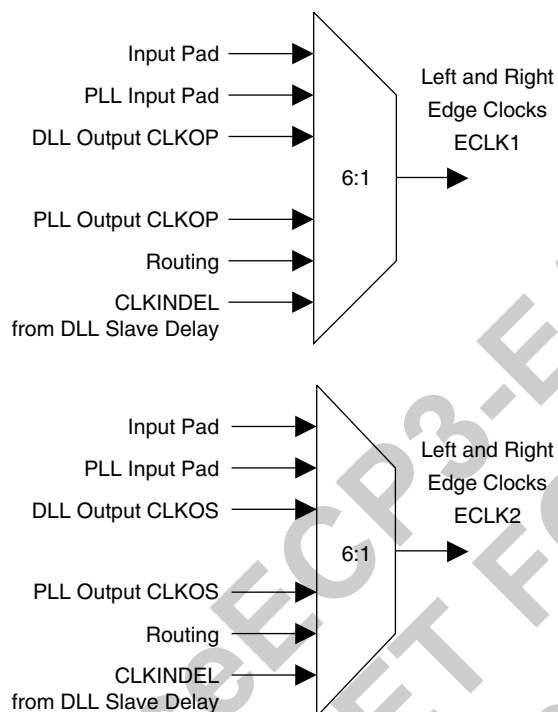 Input Pad
PLL Input Pad
DLL Output CLKOP
PLL Output CLKOP
Routing
CLKINDEL
from DLL Slave Delay
6:1
Left and Right
Edge Clocks
ECLK1
Input Pad
PLL Input Pad
DLL Output CLKOS
PLL Output CLKOS
Routing
CLKINDEL
from DLL Slave Delay
6:1
Left and Right
Edge Clocks
ECLK2